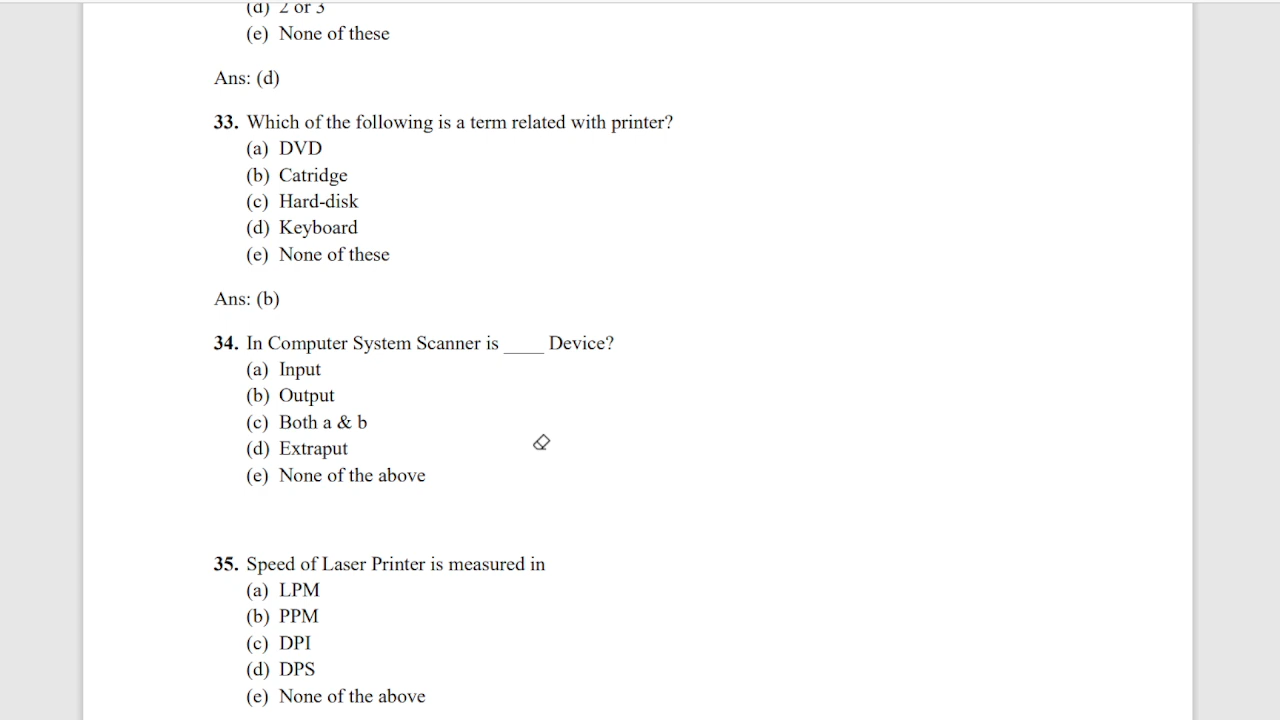 (d) 2 or 3
(e) None of these
Ans: (d)
33. Which of the following is a term related with printer?
(a) DVD
(b) Catridge
(c) Hard-disk
(d) Keyboard
(e) None of these
Ans: (b)
34. In Computer System Scanner is ____ Device?
(a) Input
(b) Output
(c) Both a & b
(d) Extraput
(e) None of the above
35. Speed of Laser Printer is measured in
(a) LPM
(b) PPM
(c) DPI
(d) DPS
(e) None of the above